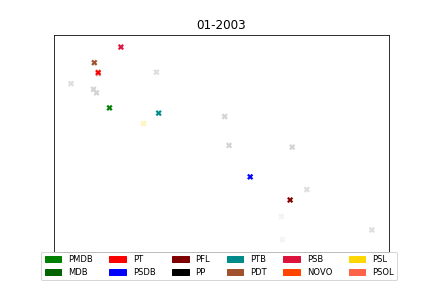 01-2003
PMDB PT PFL PTB PSB PSL
MDB PSDB PP PDT NOVO PSOL